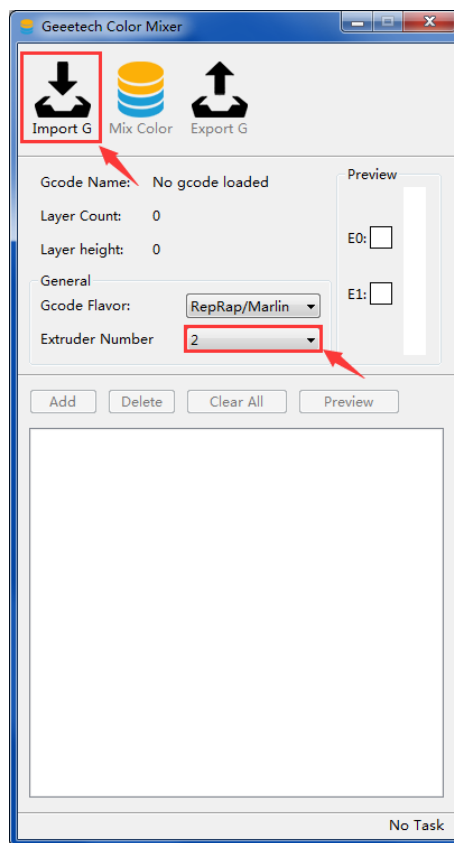 Geeetech Color Mixer
Import G Mix Color Export G
Gcode Name: No gcode loaded
Layer Count: 0
Layer height: 0
Preview
E0:
E1:
General
Gcode Flavor: RepRap/Marlin
Extruder Number 2
Add Delete Clear All Preview
No Task